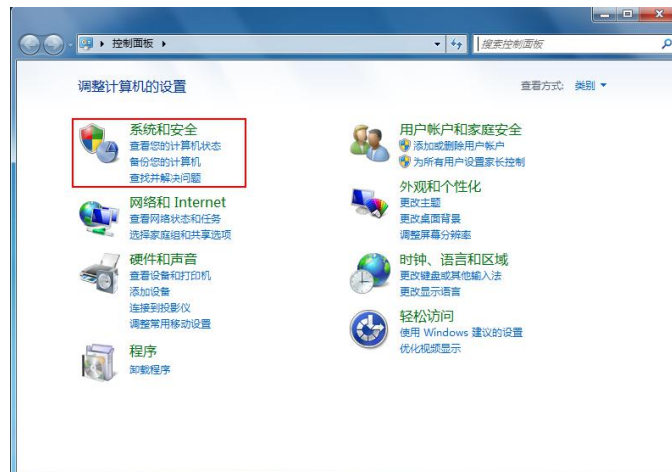 控制面板
搜索控制面板
调整计算机的设置
查看方式: 类别
系统和安全
查看您的计算机状态
备份您的计算机
查找并解决问题
网络和 Internet
查看网络状态和任务
选择家庭组和共享选项
硬件和声音
查看设备和打印机
添加设备
连接到投影仪
调整常用移动设置
程序
卸载程序
用户帐户和家庭安全
添加或删除用户帐户
为所有用户设置家长控制
外观和个性化
更改主题
更改桌面背景
调整屏幕分辨率
时钟、语言和区域
更改键盘或其他输入法
更改显示语言
轻松访问
使用 Windows 建议的设置
优化视频显示